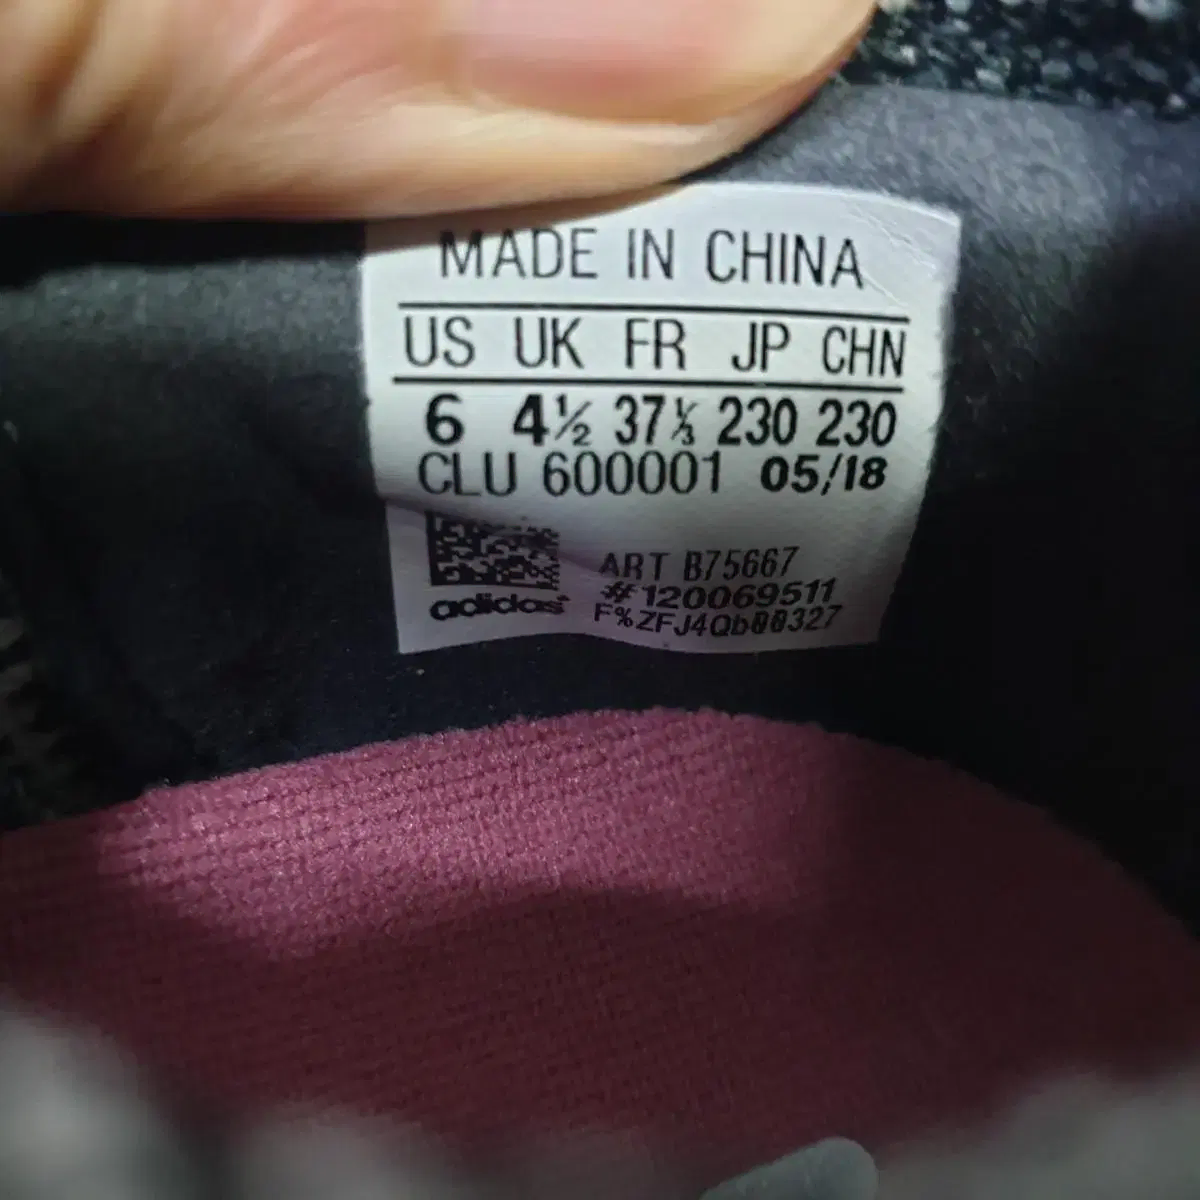 MADE IN CHINA
US UK FR JP CHN
6 4½ 37⅓ 230 230
CLU 600001 05/18
ART B75667
#120069511
adidas
F%ZFJ4Qb00327